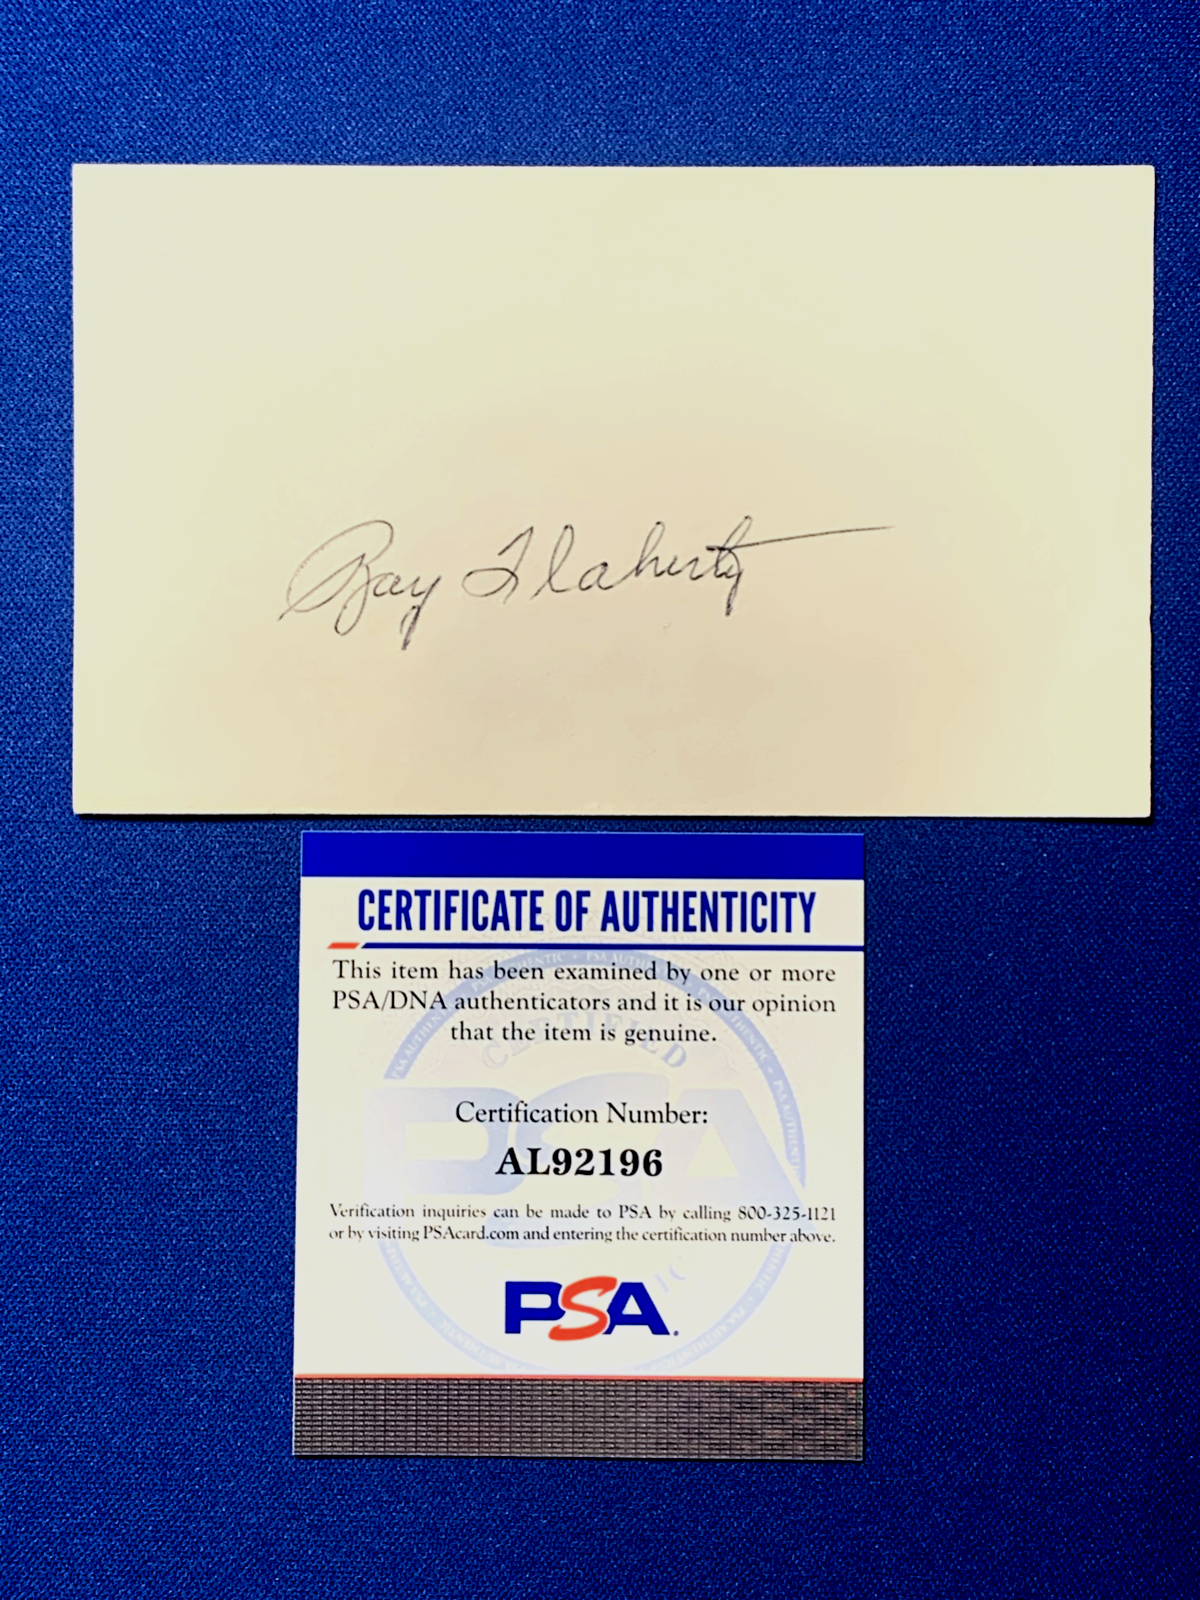 Ray Flaherty
CERTIFICATE OF AUTHENTICITY
This item has been examined by one or more
PSA/DNA authenticators and it is our opinion
that the item is genuine.
CERTIFIED
Certification Number:
AL92196
Verification inquiries can be made to PSA by calling 800-325-1121
or by visiting PSAcard.com and entering the certification number above.
PSA